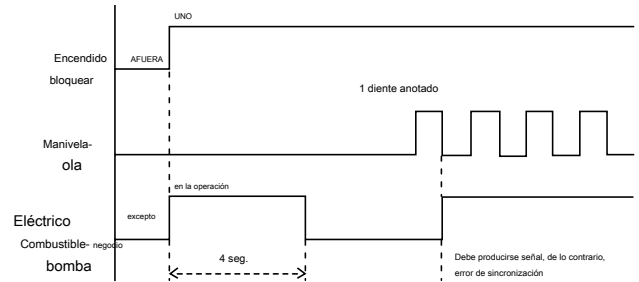 UNO
Encendido
AFUERA
bloquear
1 diente anotado
Manivela-
ola
en la operación
excepto
Eléctrico
Combustible- negocio
bomba
4 seg.
Debe producirse señal, de lo contrario,
error de sincronización